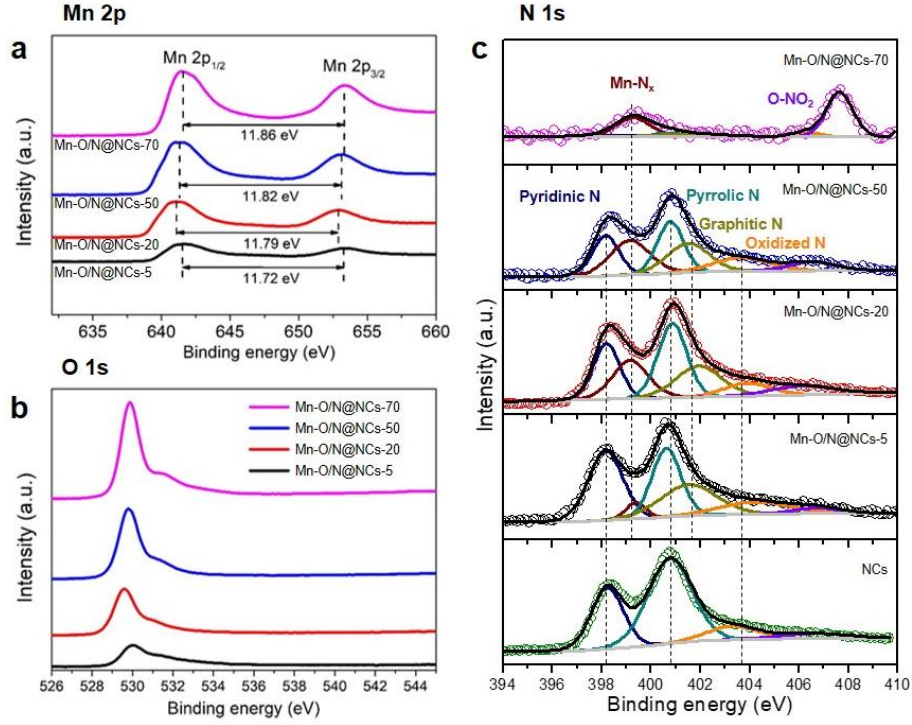 Mn 2p
a
Mn 2p1/2
Mn 2p3/2
11.86 eV
Mn-O/N@NCs-70
11.82 eV
Mn-O/N@NCs-50
11.79 eV
Mn-O/N@NCs-20
11.72 eV
Mn-O/N@NCs-5
Intensity (a.u.)
635 640 645 650 655 660
Binding energy (eV)
O 1s
b
Mn-O/N@NCs-70
Mn-O/N@NCs-50
Mn-O/N@NCs-20
Mn-O/N@NCs-5
Intensity (a.u.)
526 528 530 532 534 536 538 540 542 544
Binding energy (eV)
N 1s
c
Mn-O/N@NCs-70
Mn-Nx
O-NO2
Mn-O/N@NCs-50
Pyridinic N
Pyrrolic N
Graphitic N
Oxidized N
Mn-O/N@NCs-20
Mn-O/N@NCs-5
NCs
Intensity (a.u.)
394 396 398 400 402 404 406 408 410
Binding energy (eV)